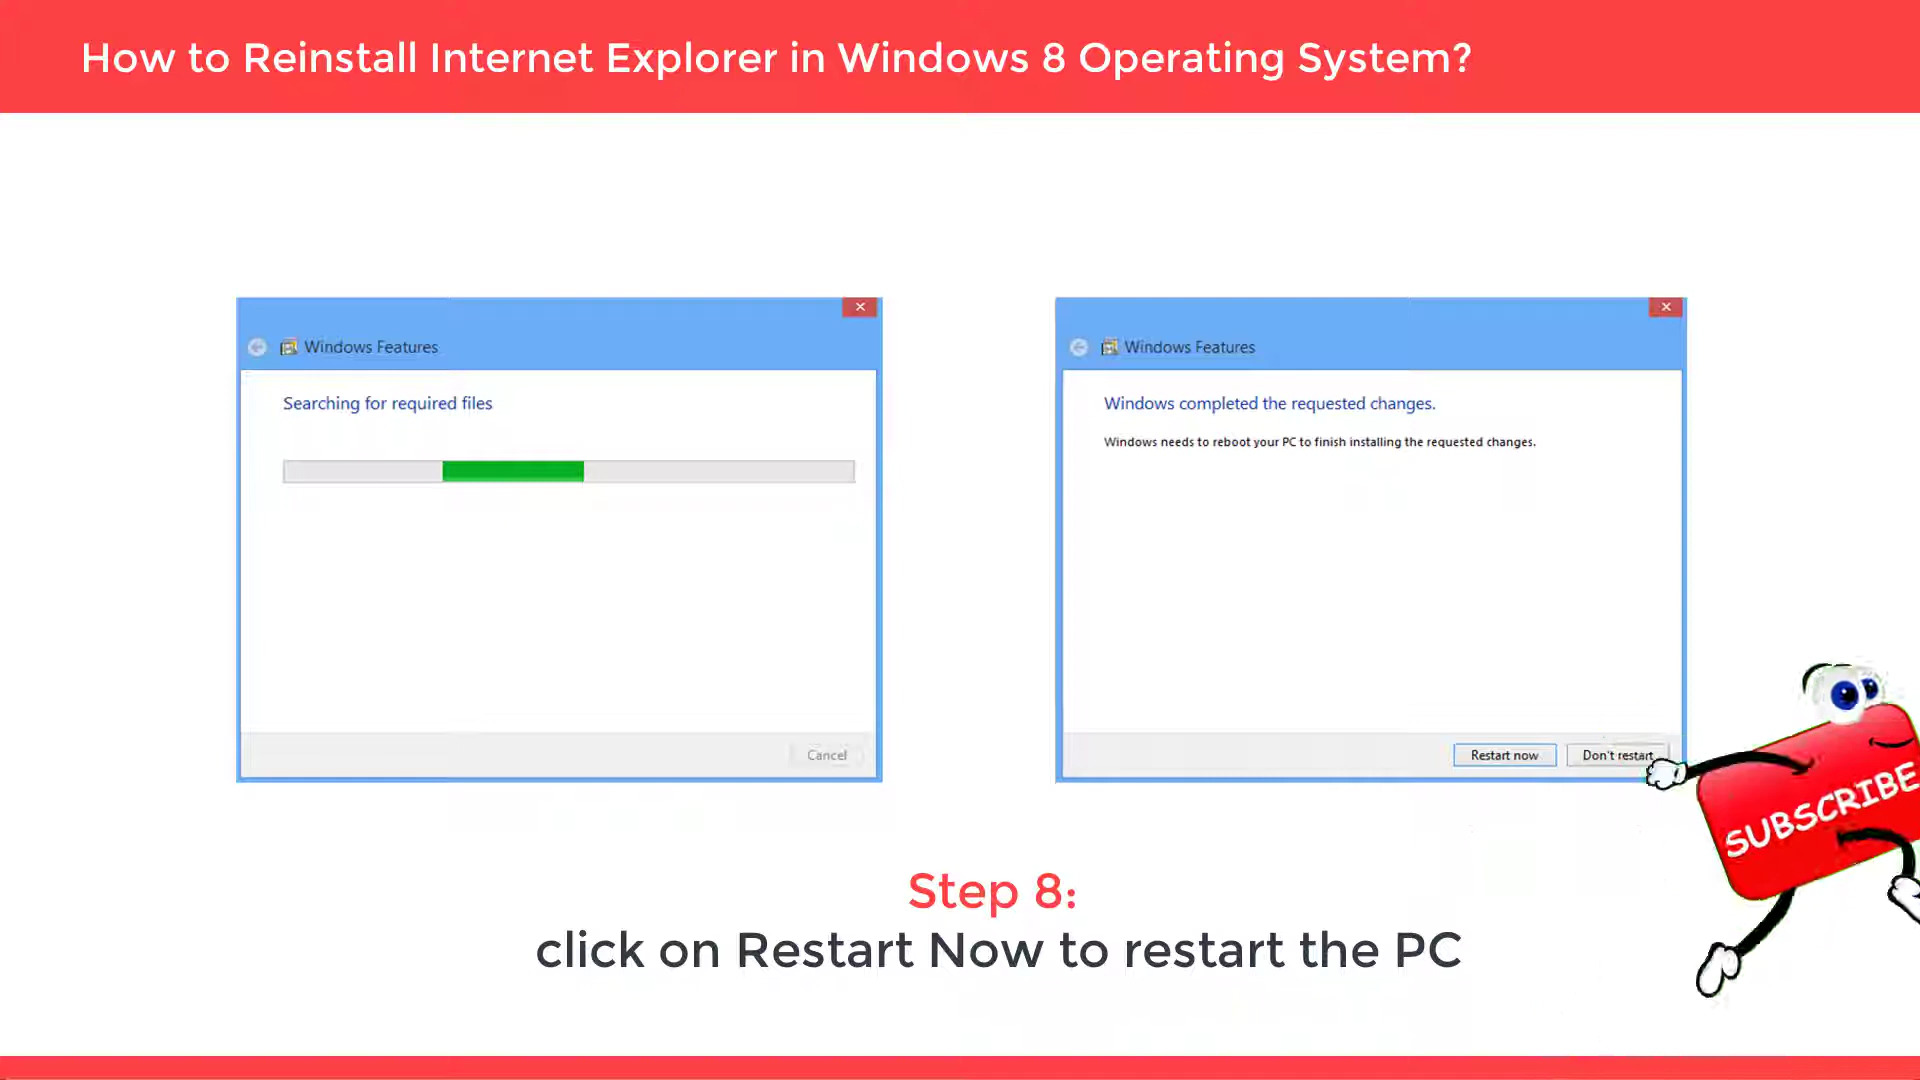 How to Reinstall Internet Explorer in Windows 8 Operating System?
Windows Features
Searching for required files
Cancel
Windows Features
Windows completed the requested changes.
Windows needs to reboot your PC to finish installing the requested changes.
Restart now
Don't restart
SUBSCRIBE
Step 8:
click on Restart Now to restart the PC